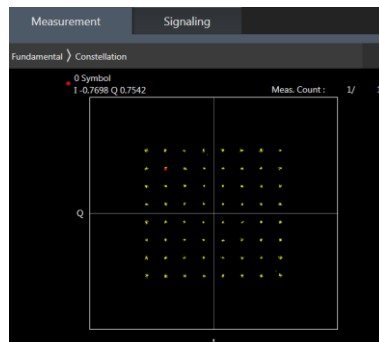 Measurement Signaling
Fundamental 〉 Constellation
0 Symbol
I -0.7698 Q 0.7542 Meas. Count : 1/
Q